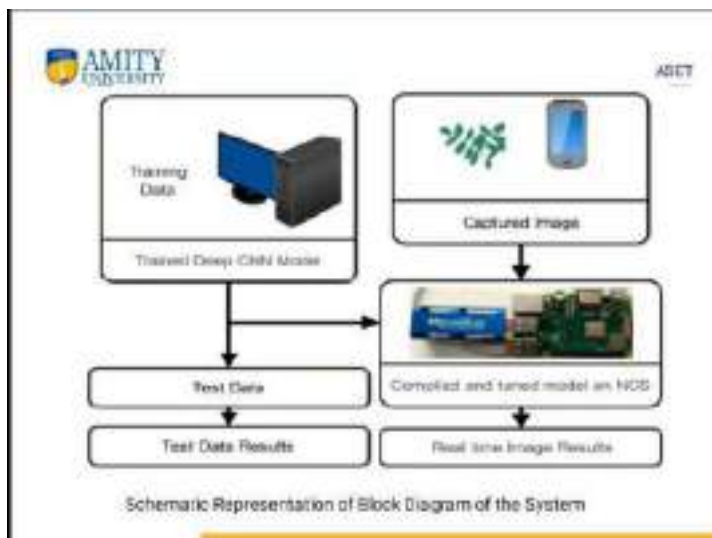 AMITY
UNIVERSITY
ASET
Training
Data
Trained Deep CNN Model
Captured Image
Test Data
Compiled and tuned model on NCS
Test Data Results
Real time Image Results
Schematic Representation of Block Diagram of the System